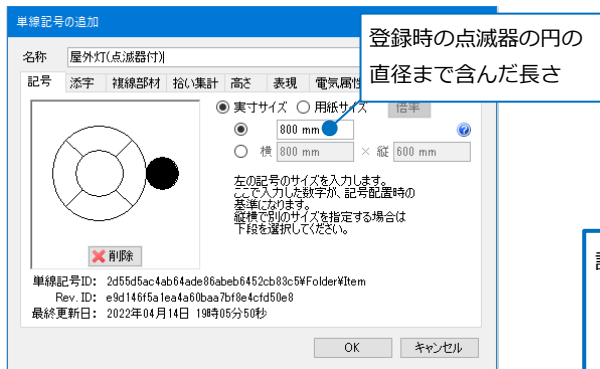 単線記号の追加
登録時の点滅器の円の
直径まで含んだ長さ
名称 屋外灯(点滅器付)
記号 添字 複線部材 拾い集計 高さ 表現 電気属性
実寸サイズ 用紙サイズ 倍率
800 mm
横 800 mm × 縦 600 mm
左の記号のサイズを入力します。
ここで入力した数字が、記号配置時の
基準になります。
縦横で別のサイズを指定する場合は
下段を選択してください。
削除
単線記号ID: 2d55d5ac4ab64ade86abeb6452cb83c5¥Folder¥Item
Rev. ID: e9d146f5a1ea4a60baa7bf8e4cfd50e8
最終更新日: 2022年04月14日 19時05分50秒
OK キャンセル